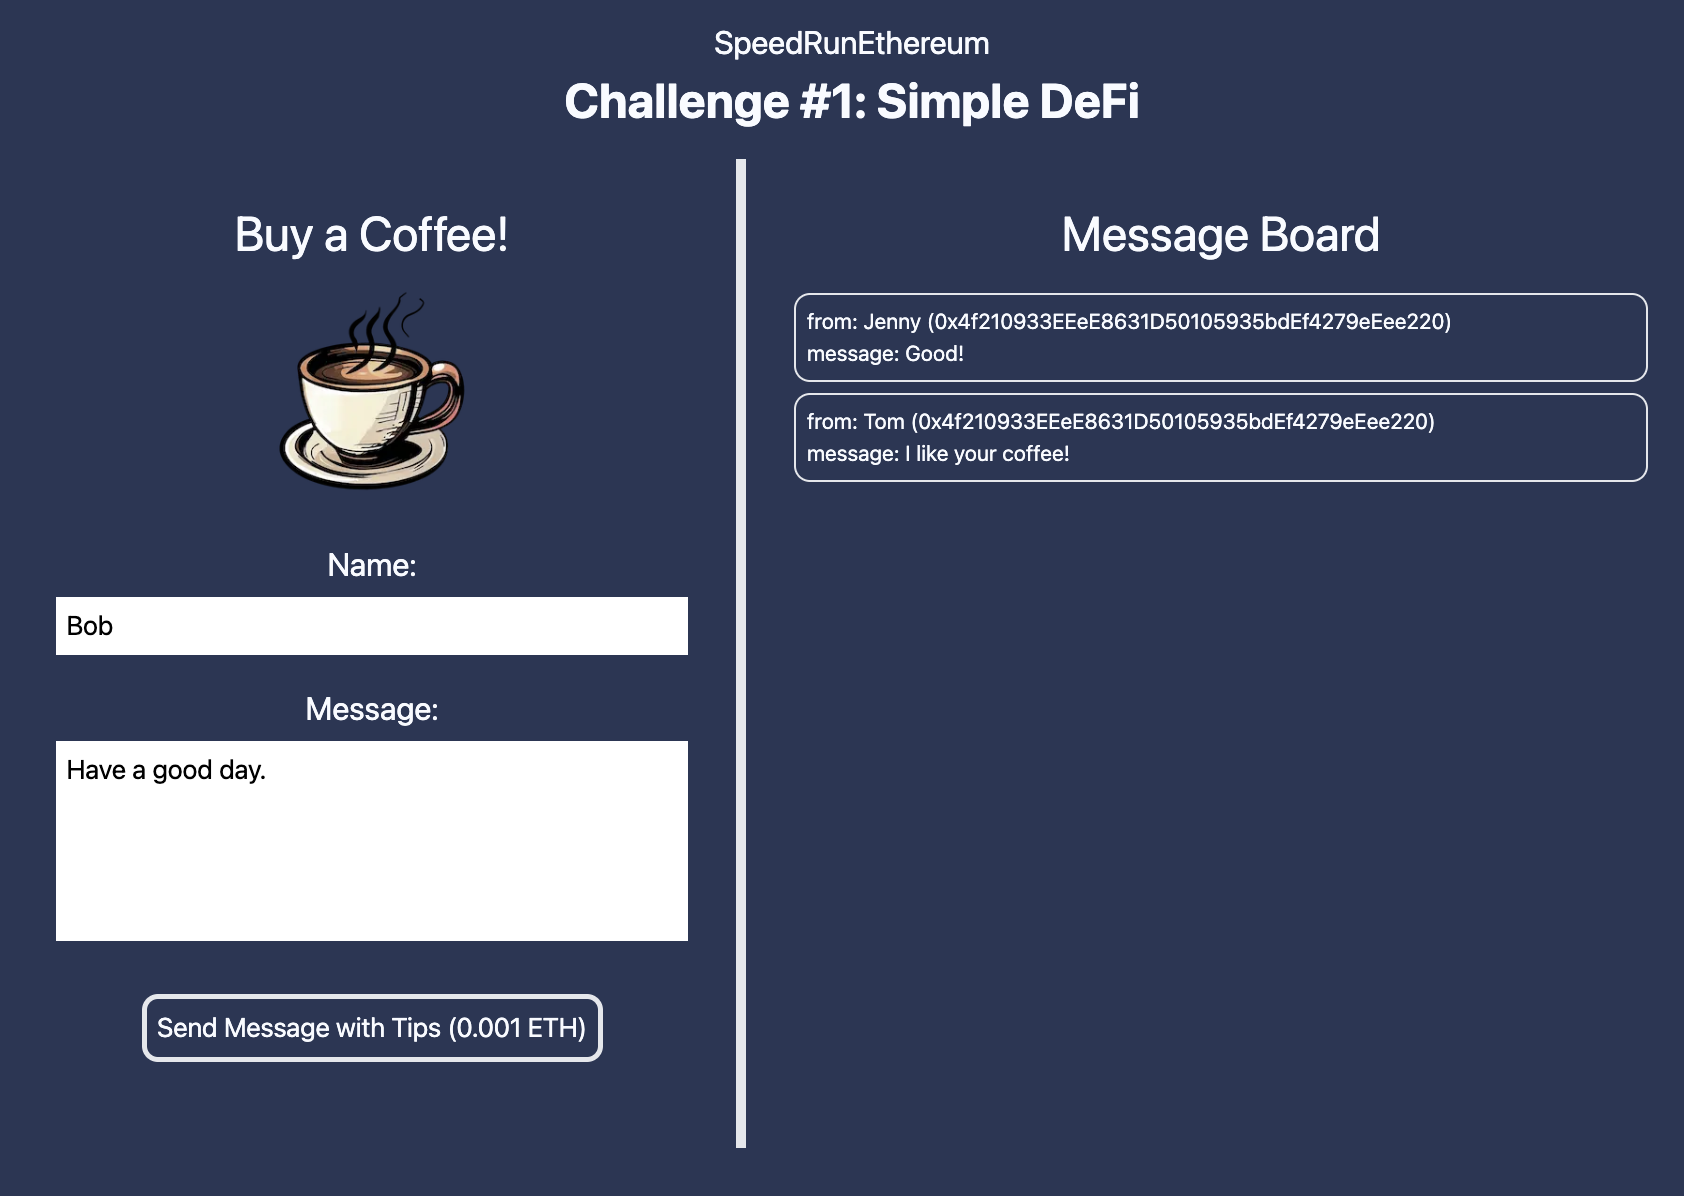 SpeedRunEthereum
Challenge #1: Simple DeFi
Buy a Coffee!
Name:
Bob
Message:
Have a good day.
Send Message with Tips (0.001 ETH)
Message Board
from: Jenny (0x4f210933EEeE8631D50105935bdEf4279eEee220)
message: Good!
from: Tom (0x4f210933EEeE8631D50105935bdEf4279eEee220)
message: I like your coffee!